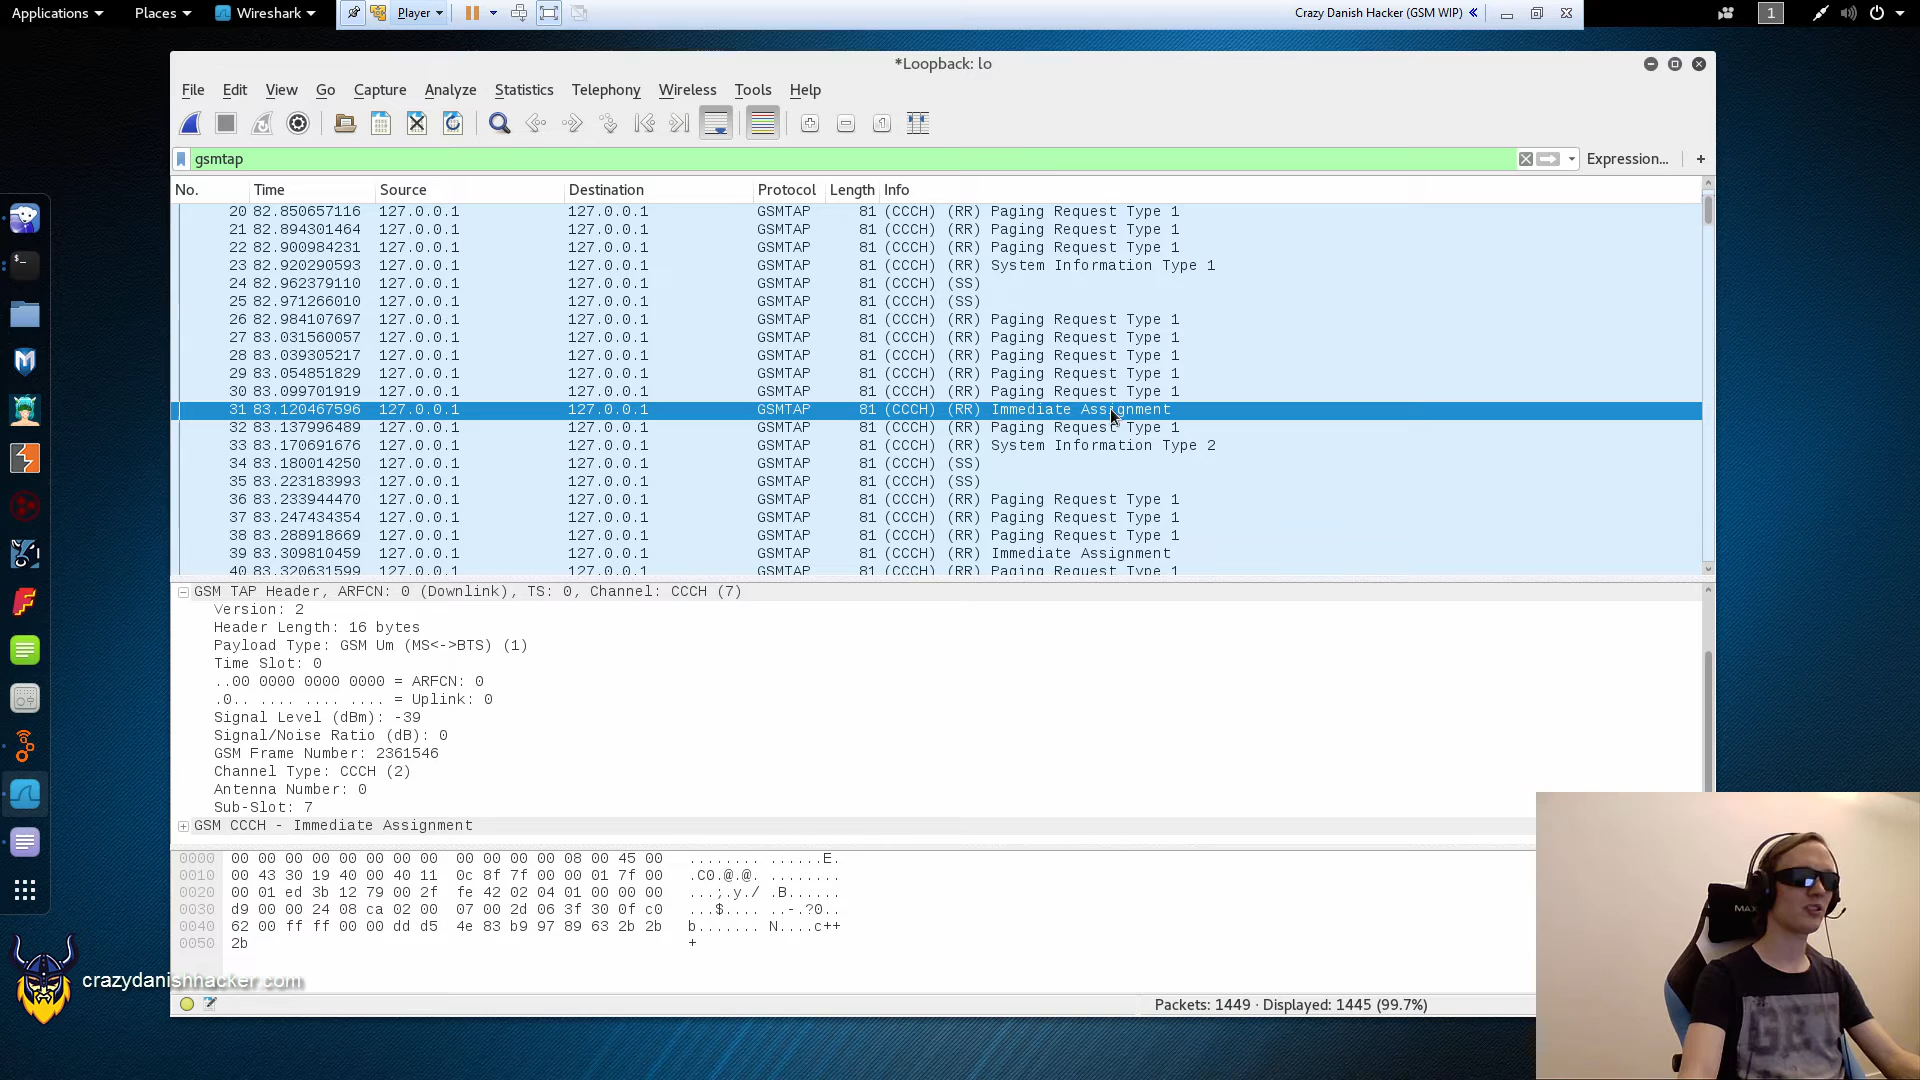 Applications Places Wireshark Player Crazy Danish Hacker (GSM WIP) 1
*Loopback: lo
File Edit View Go Capture Analyze Statistics Telephony Wireless Tools Help
gsmtap Expression... +
No. Time Source Destination Protocol Length Info
20 82.850657116 127.0.0.1 127.0.0.1 GSMTAP 81 (CCCH) (RR) Paging Request Type 1
21 82.894301464 127.0.0.1 127.0.0.1 GSMTAP 81 (CCCH) (RR) Paging Request Type 1
22 82.900984231 127.0.0.1 127.0.0.1 GSMTAP 81 (CCCH) (RR) Paging Request Type 1
23 82.920290593 127.0.0.1 127.0.0.1 GSMTAP 81 (CCCH) (RR) System Information Type 1
24 82.962379110 127.0.0.1 127.0.0.1 GSMTAP 81 (CCCH) (SS)
25 82.971266010 127.0.0.1 127.0.0.1 GSMTAP 81 (CCCH) (SS)
26 82.984107697 127.0.0.1 127.0.0.1 GSMTAP 81 (CCCH) (RR) Paging Request Type 1
27 83.031560057 127.0.0.1 127.0.0.1 GSMTAP 81 (CCCH) (RR) Paging Request Type 1
28 83.039305217 127.0.0.1 127.0.0.1 GSMTAP 81 (CCCH) (RR) Paging Request Type 1
29 83.054851829 127.0.0.1 127.0.0.1 GSMTAP 81 (CCCH) (RR) Paging Request Type 1
30 83.099701919 127.0.0.1 127.0.0.1 GSMTAP 81 (CCCH) (RR) Paging Request Type 1
31 83.120467596 127.0.0.1 127.0.0.1 GSMTAP 81 (CCCH) (RR) Immediate Assignment
32 83.137996489 127.0.0.1 127.0.0.1 GSMTAP 81 (CCCH) (RR) Paging Request Type 1
33 83.170691676 127.0.0.1 127.0.0.1 GSMTAP 81 (CCCH) (RR) System Information Type 2
34 83.180014250 127.0.0.1 127.0.0.1 GSMTAP 81 (CCCH) (SS)
35 83.223183993 127.0.0.1 127.0.0.1 GSMTAP 81 (CCCH) (SS)
36 83.233944470 127.0.0.1 127.0.0.1 GSMTAP 81 (CCCH) (RR) Paging Request Type 1
37 83.247434354 127.0.0.1 127.0.0.1 GSMTAP 81 (CCCH) (RR) Paging Request Type 1
38 83.288918669 127.0.0.1 127.0.0.1 GSMTAP 81 (CCCH) (RR) Paging Request Type 1
39 83.309810459 127.0.0.1 127.0.0.1 GSMTAP 81 (CCCH) (RR) Immediate Assignment
40 83.320631599 127.0.0.1 127.0.0.1 GSMTAP 81 (CCCH) (RR) Paging Request Type 1
GSM TAP Header, ARFCN: 0 (Downlink), TS: 0, Channel: CCCH (7)
Version: 2
Header Length: 16 bytes
Payload Type: GSM Um (MS<->BTS) (1)
Time Slot: 0
..00 0000 0000 0000 = ARFCN: 0
.0.. .... .... .... = Uplink: 0
Signal Level (dBm): -39
Signal/Noise Ratio (dB): 0
GSM Frame Number: 2361546
Channel Type: CCCH (2)
Antenna Number: 0
Sub-Slot: 7
GSM CCCH - Immediate Assignment
0000 00 00 00 00 00 00 00 00 00 00 00 00 08 00 45 00 ........ ......E.
0010 00 43 30 19 40 00 40 11 0c 8f 7f 00 00 01 7f 00 .C0.@.@. ........
0020 00 01 ed 3b 12 79 00 2f fe 42 02 04 01 00 00 00 ...;.y./ .B......
0030 d9 00 00 24 08 ca 02 00 07 00 2d 06 3f 30 0f c0 ...$.... ..-.?0..
0040 62 00 ff ff 00 00 dd d5 4e 83 b9 97 89 63 2b 2b b....... N....c++
0050 2b +
crazydanishhacker.com
Packets: 1449 · Displayed: 1445 (99.7%)